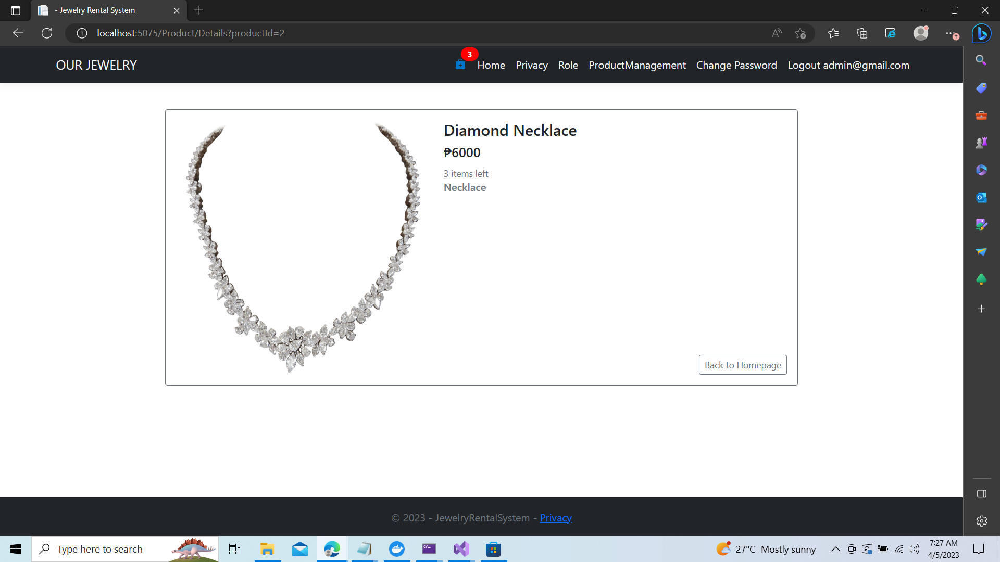 - Jewelry Rental System
localhost:5075/Product/Details?productId=2
OUR JEWELRY
3
Home Privacy Role ProductManagement Change Password Logout admin@gmail.com
Diamond Necklace
₱6000
3 items left
Necklace
Back to Homepage
© 2023 - JewelryRentalSystem - Privacy
Type here to search
27°C Mostly sunny
7:27 AM
4/5/2023